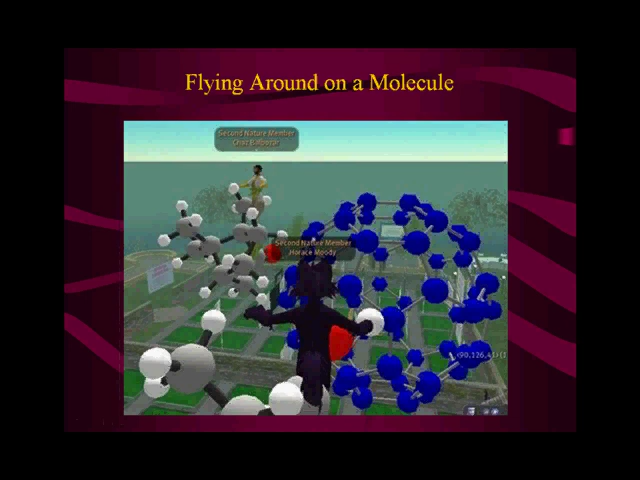 Flying Around on a Molecule
Second Nature Member
Second Nature Member
Horace Moody